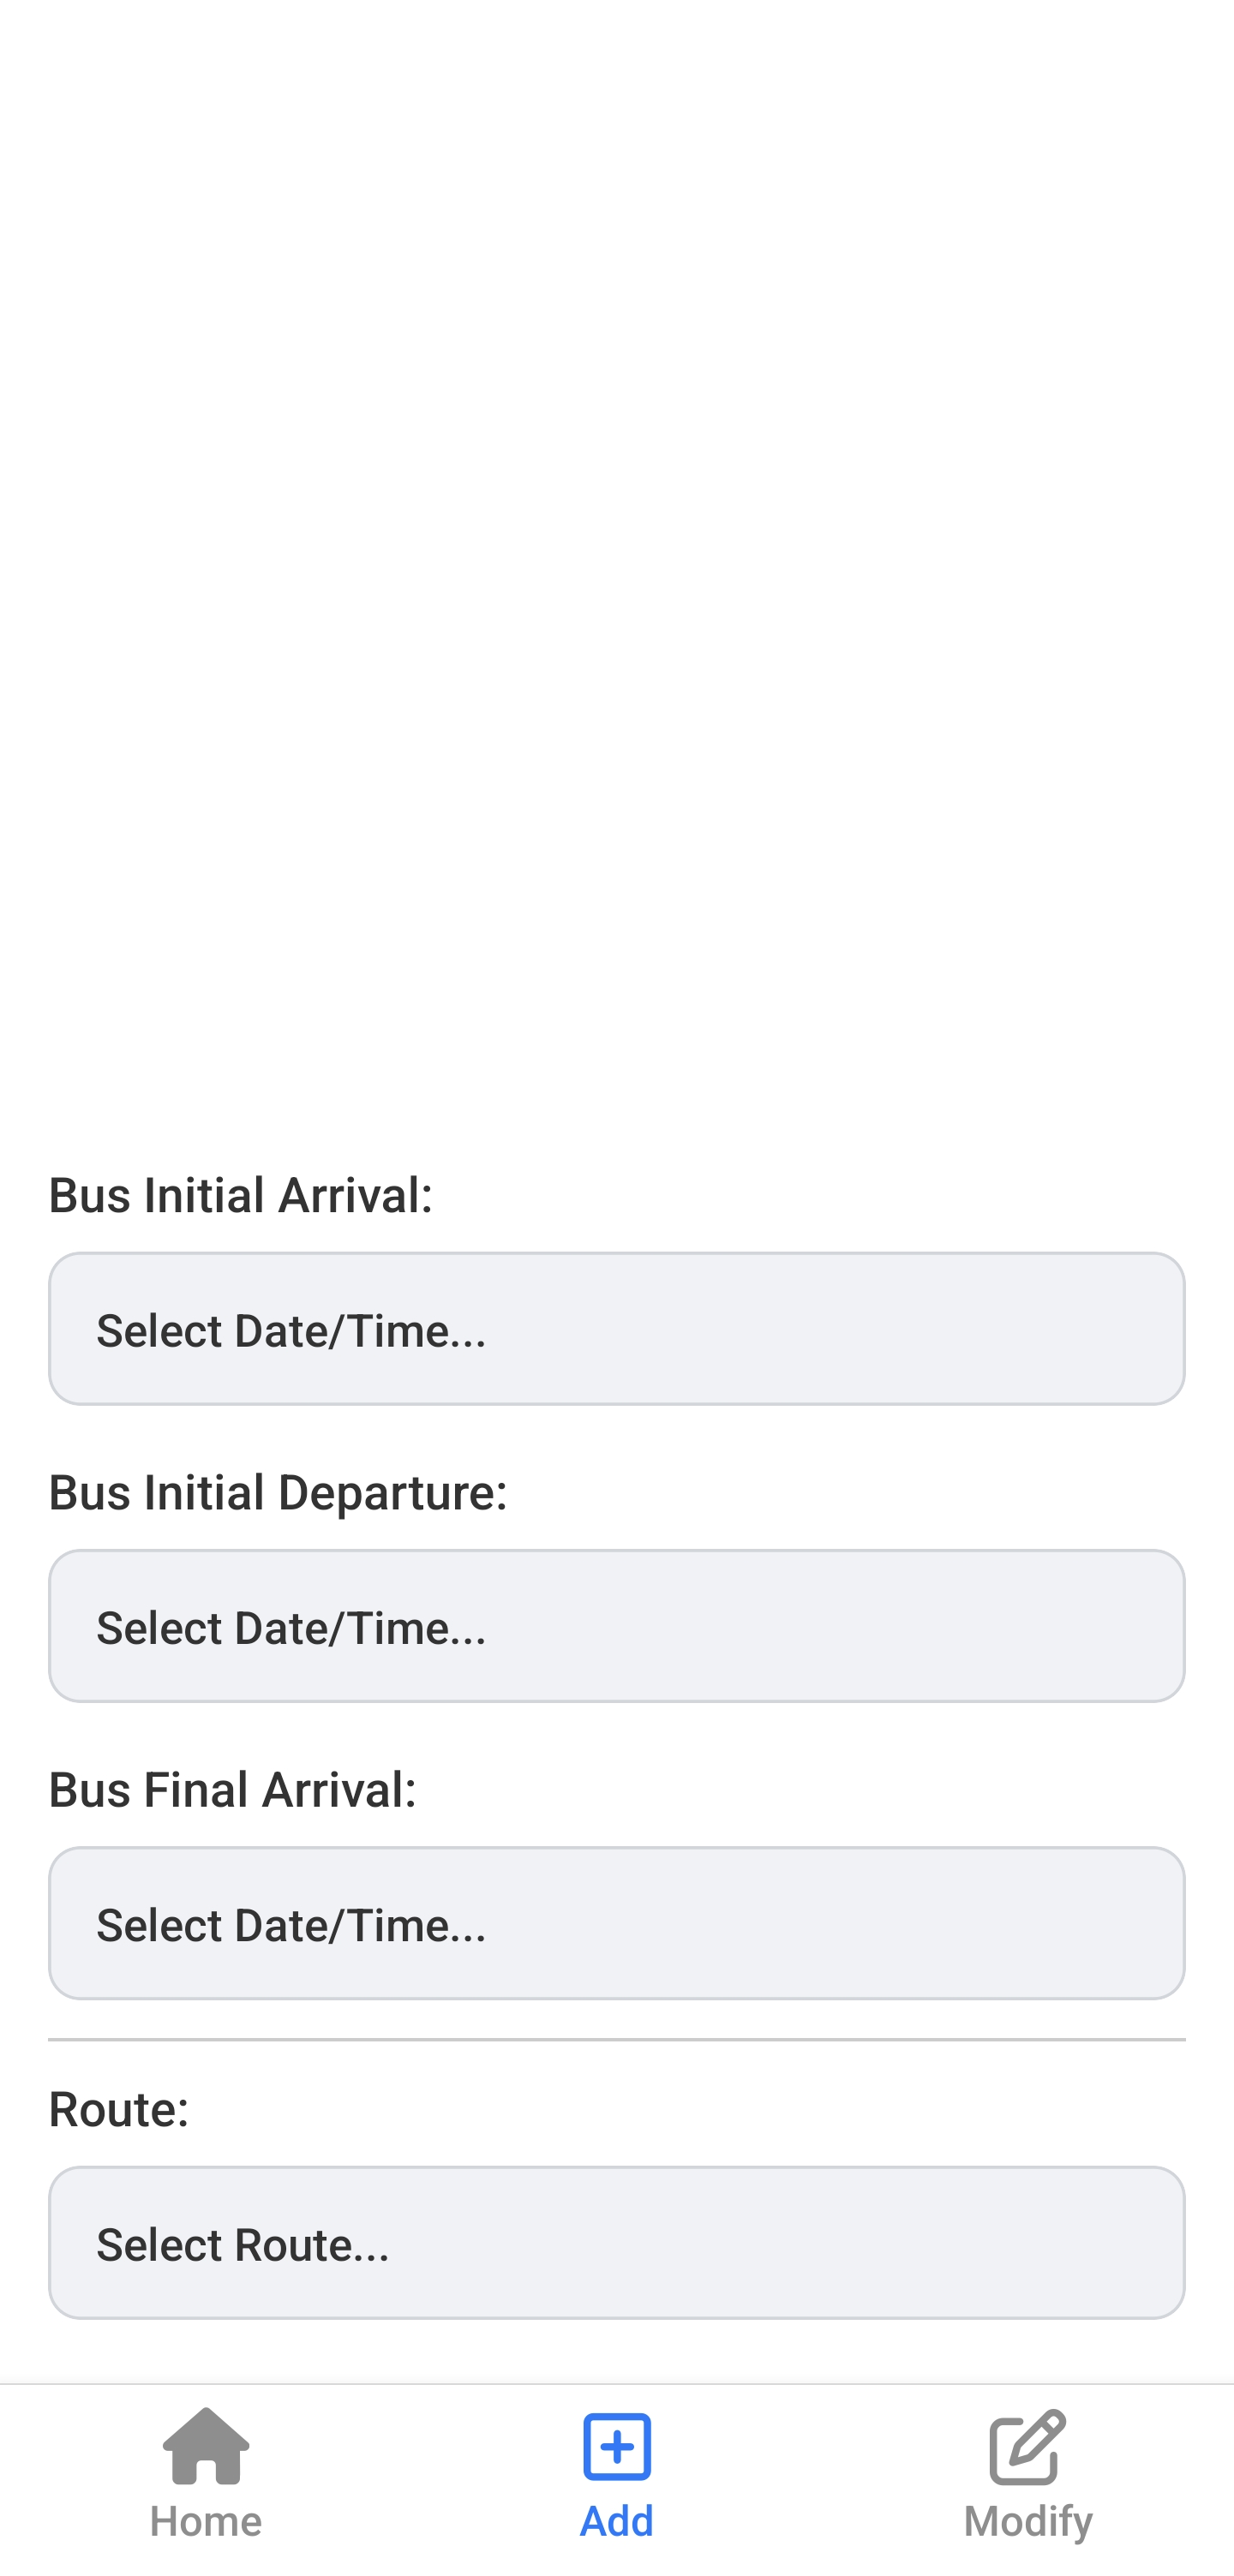 Bus Initial Arrival:
Select Date/Time...
Bus Initial Departure:
Select Date/Time...
Bus Final Arrival:
Select Date/Time...
Route:
Select Route...
Home
Add
Modify